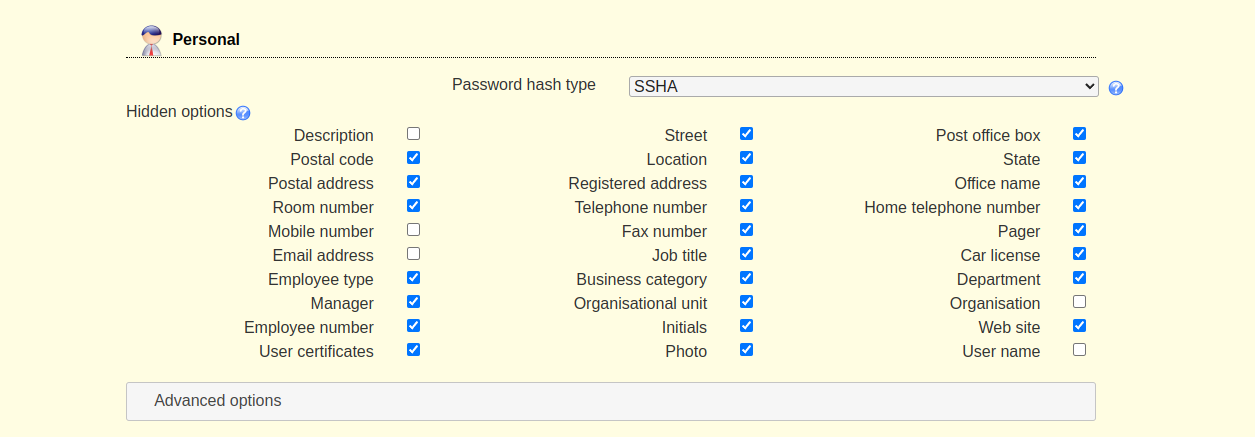 Personal
Password hash type SSHA
Hidden options
Description Street Post office box
Postal code Location State
Postal address Registered address Office name
Room number Telephone number Home telephone number
Mobile number Fax number Pager
Email address Job title Car license
Employee type Business category Department
Manager Organisational unit Organisation
Employee number Initials Web site
User certificates Photo User name
Advanced options